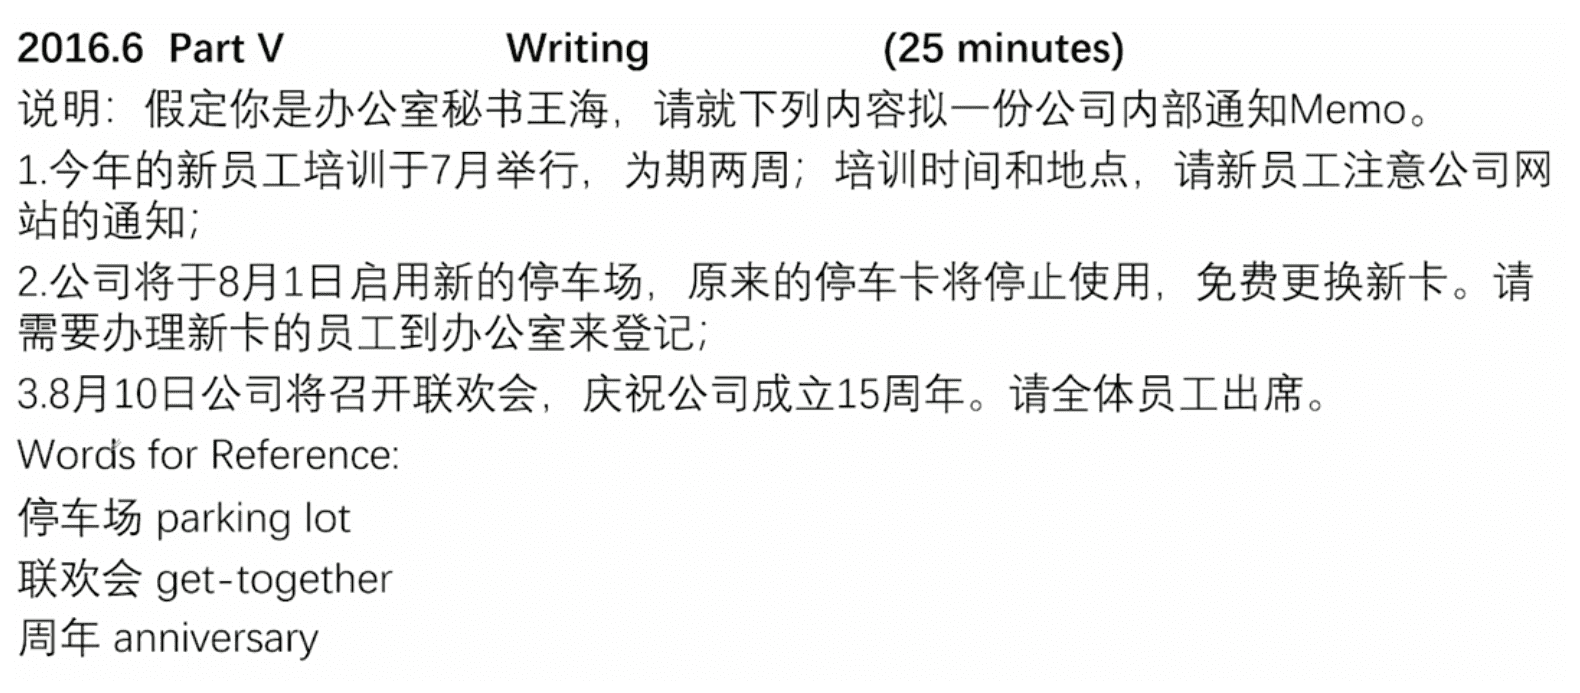 2016.6 Part V Writing (25 minutes)
说明：假定你是办公室秘书王海，请就下列内容拟一份公司内部通知Memo。
1.今年的新员工培训于7月举行，为期两周；培训时间和地点，请新员工注意公司网
站的通知；
2.公司将于8月1日启用新的停车场，原来的停车卡将停止使用，免费更换新卡。请
需要办理新卡的员工到办公室来登记；
3.8月10日公司将召开联欢会，庆祝公司成立15周年。请全体员工出席。
Words for Reference:
停车场 parking lot
联欢会 get-together
周年 anniversary